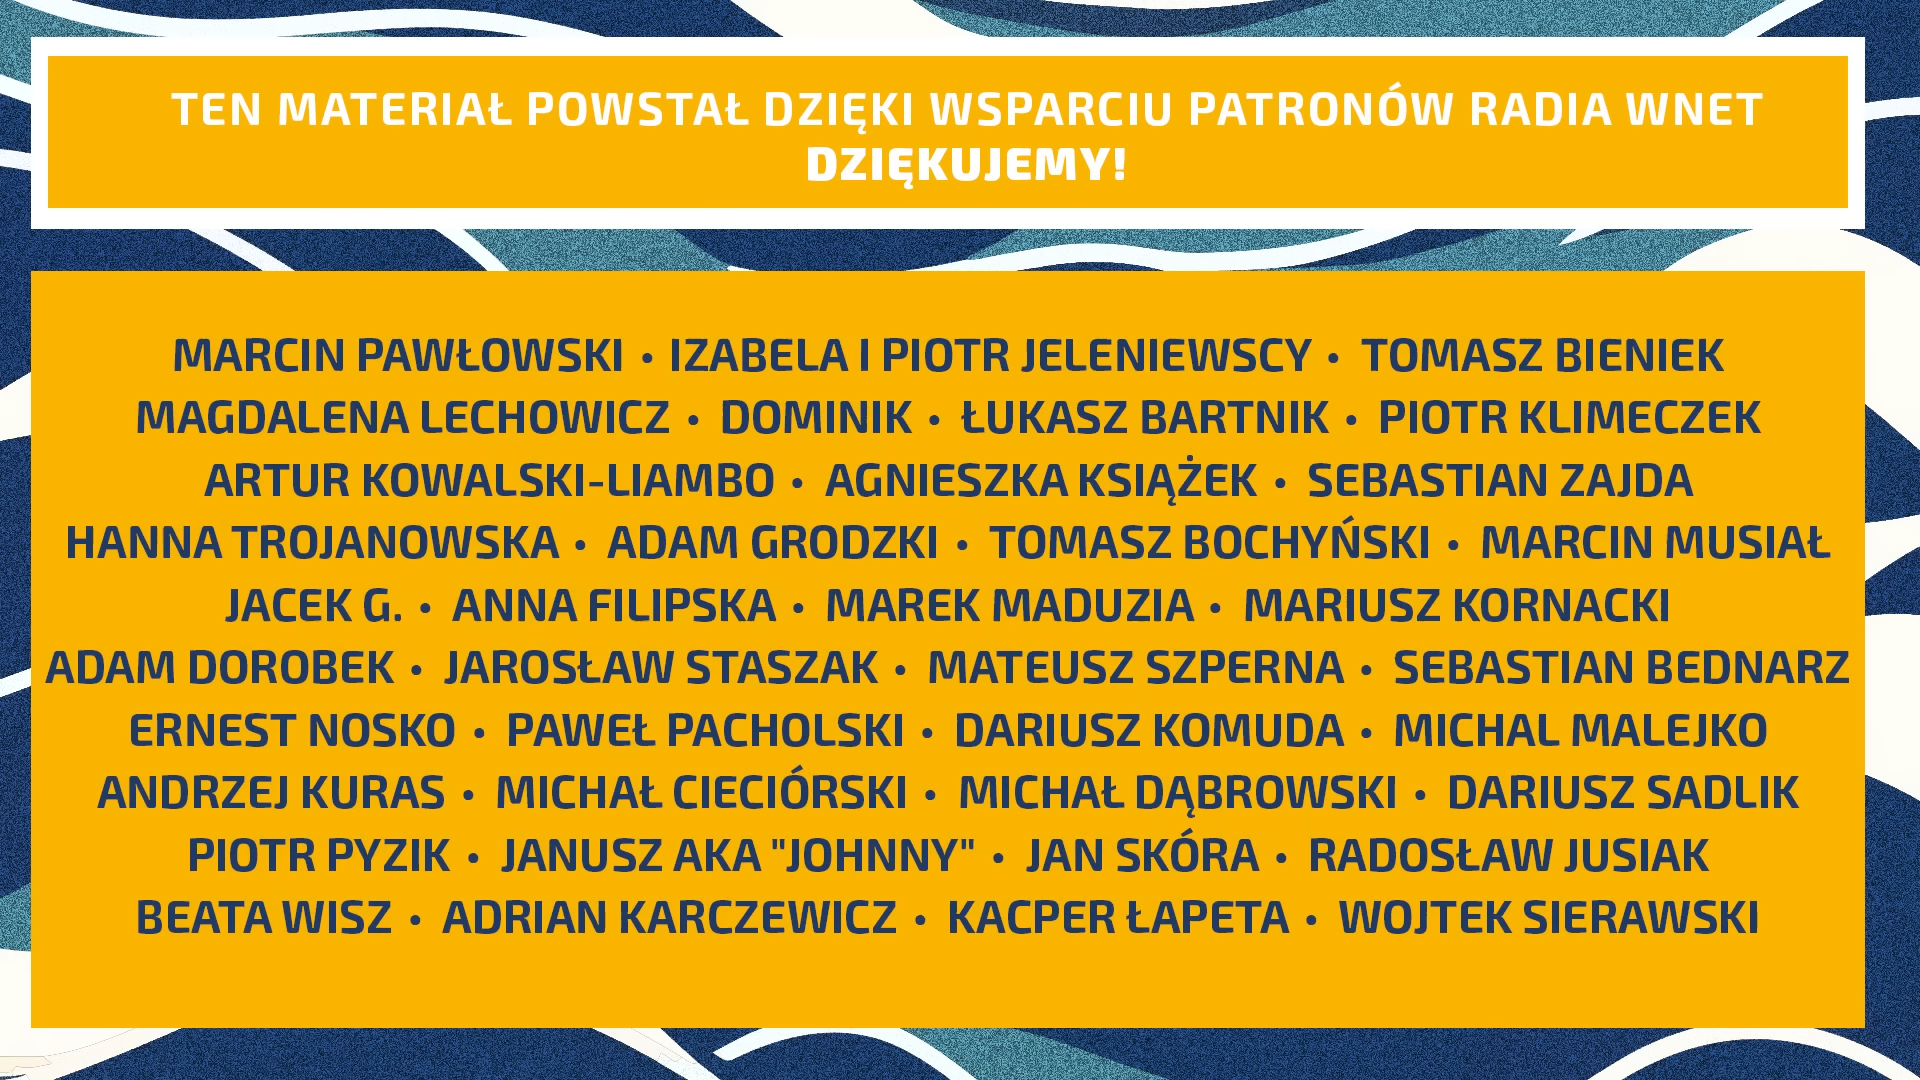 TEN MATERIAŁ POWSTAŁ DZIĘKI WSPARCIU PATRONÓW RADIA WNET
DZIĘKUJEMY!
MARCIN PAWŁOWSKI • IZABELA I PIOTR JELENIEWSCY • TOMASZ BIENIEK
MAGDALENA LECHOWICZ • DOMINIK • ŁUKASZ BARTNIK • PIOTR KLIMECZEK
ARTUR KOWALSKI-LIAMBO • AGNIESZKA KSIĄŻEK • SEBASTIAN ZAJDA
HANNA TROJANOWSKA • ADAM GRODZKI • TOMASZ BOCHYŃSKI • MARCIN MUSIAŁ
JACEK G. • ANNA FILIPSKA • MAREK MADUZIA • MARIUSZ KORNACKI
ADAM DOROBEK • JAROSŁAW STASZAK • MATEUSZ SZPERNA • SEBASTIAN BEDNARZ
ERNEST NOSKO • PAWEŁ PACHOLSKI • DARIUSZ KOMUDA • MICHAL MALEJKO
ANDRZEJ KURAS • MICHAŁ CIECIÓRSKI • MICHAŁ DĄBROWSKI • DARIUSZ SADLIK
PIOTR PYZIK • JANUSZ AKA "JOHNNY" • JAN SKÓRA • RADOSŁAW JUSIAK
BEATA WISZ • ADRIAN KARCZEWICZ • KACPER ŁAPETA • WOJTEK SIERAWSKI